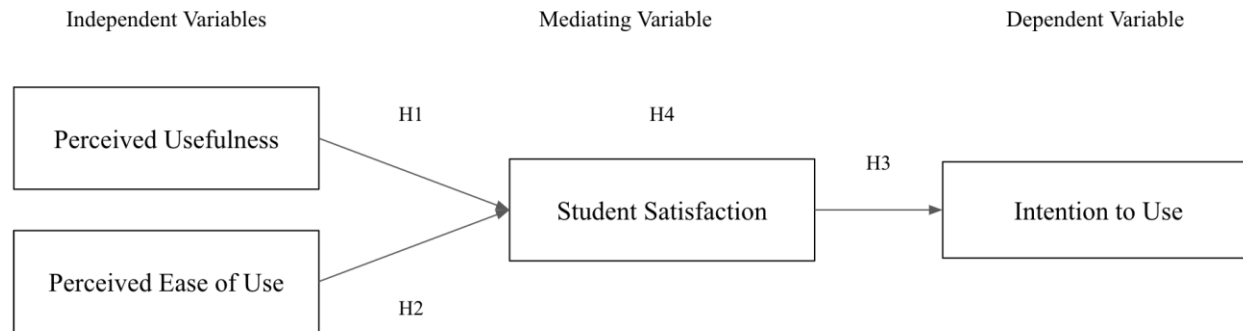 Independent Variables
Mediating Variable
Dependent Variable
H1
H4
Perceived Usefulness
H3
Student Satisfaction
Intention to Use
Perceived Ease of Use
H2